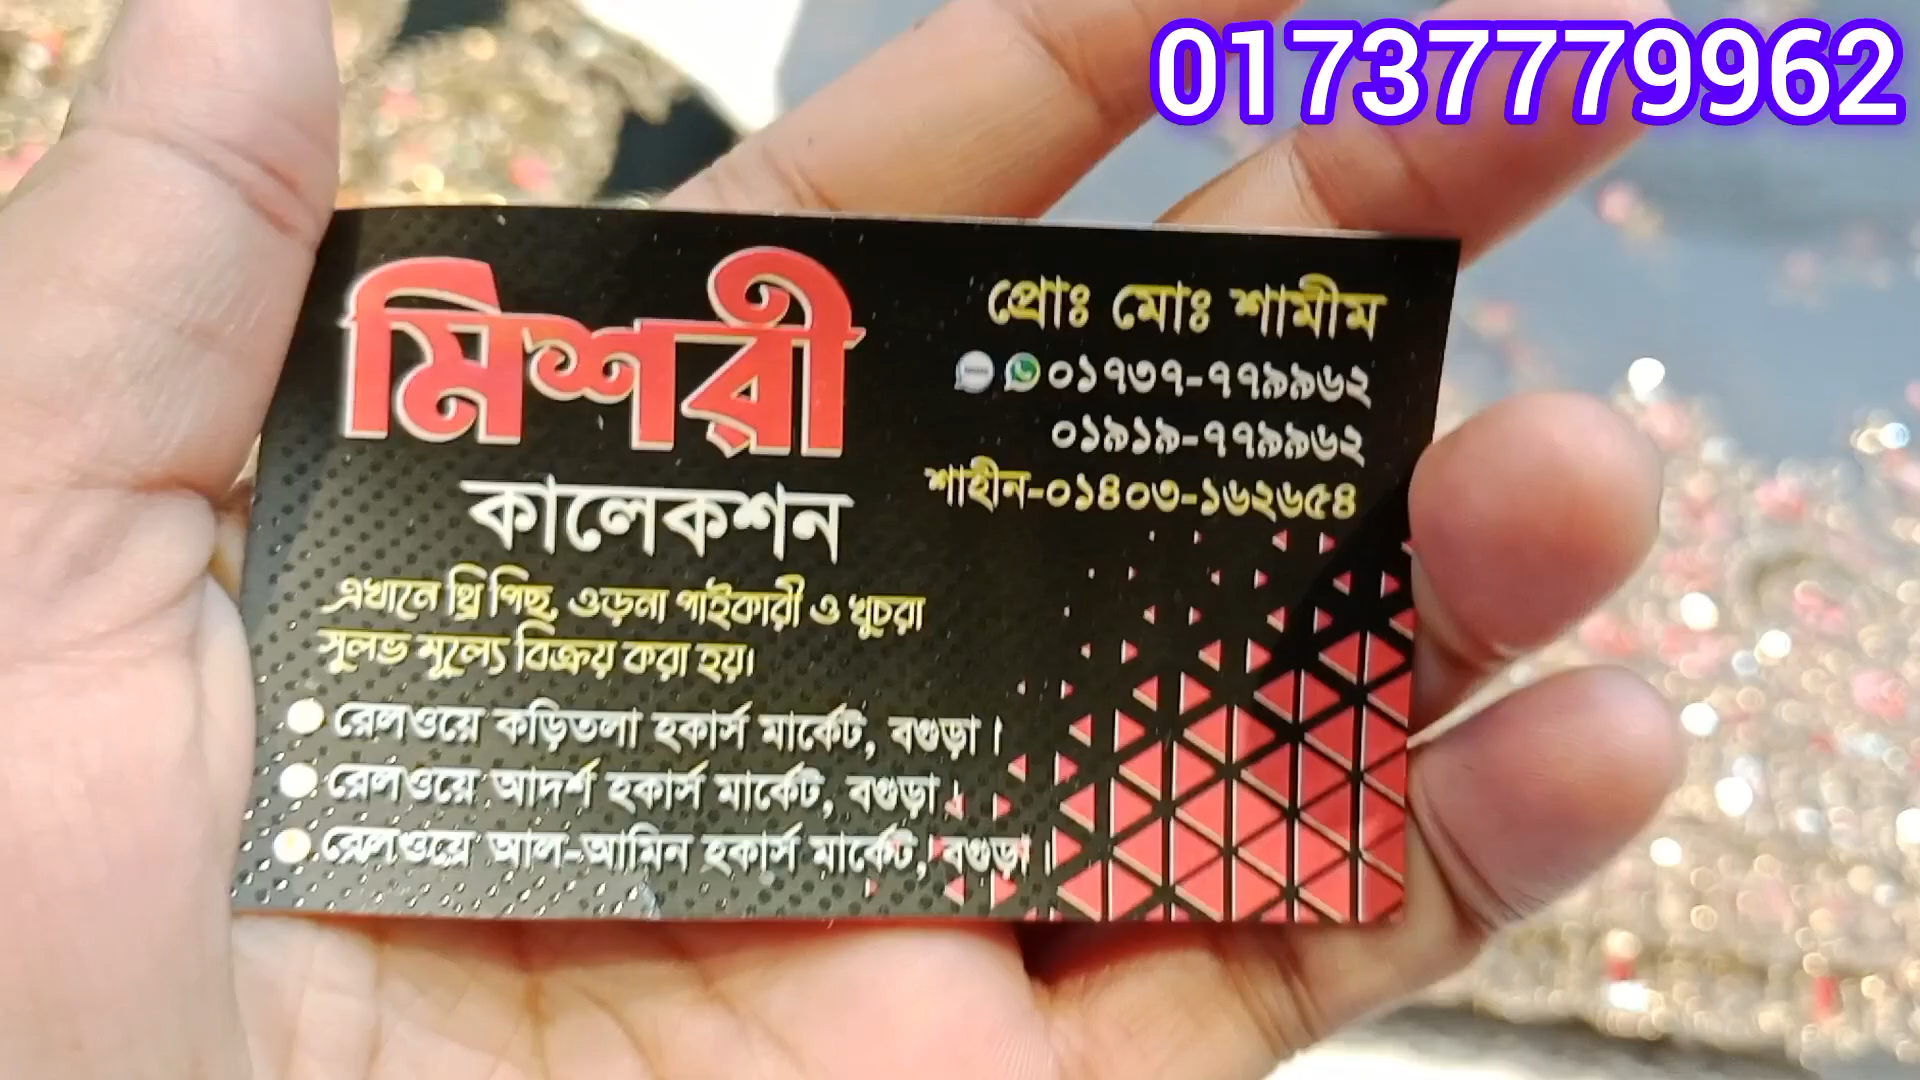 01737779962
মিশরী
কালেকশন
প্রোঃ মোঃ শামীম
০১৭৩৭-৭৭৯৯৬২
০১৯১৯-৭৭৯৯৬২
শাহীন-০১৪০৩-১৬২৬৫৪
এখানে থ্রি পিছ, ওড়না পাইকারী ও খুচরা
সুলভ মূল্যে বিক্রয় করা হয়।
রেলওয়ে কড়িতলা হকার্স মার্কেট, বগুড়া।
রেলওয়ে আদর্শ হকার্স মার্কেট, বগুড়া।
রেলওয়ে আল-আমিন হকার্স মার্কেট, বগুড়া।